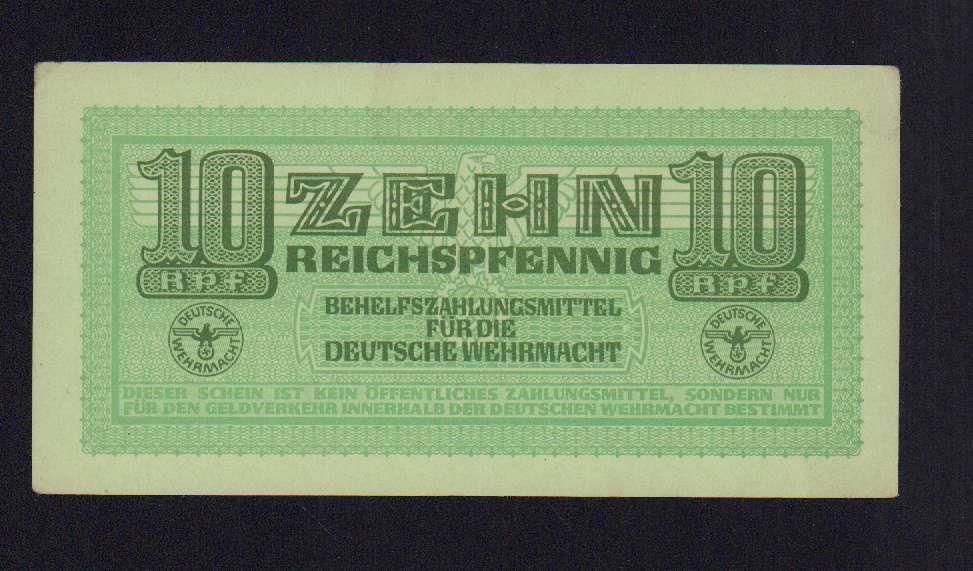 10 ZEHN 10
REICHSPFENNIG
Rpf Rpf
BEHELFSZAHLUNGSMITTEL
FÜR DIE
DEUTSCHE WEHRMACHT
DEUTSCHE WEHRMACHT
DEUTSCHE WEHRMACHT
DIESER SCHEIN IST KEIN ÖFFENTLICHES ZAHLUNGSMITTEL, SONDERN NUR
FÜR DEN GELDVERKEHR INNERHALB DER DEUTSCHEN WEHRMACHT BESTIMMT